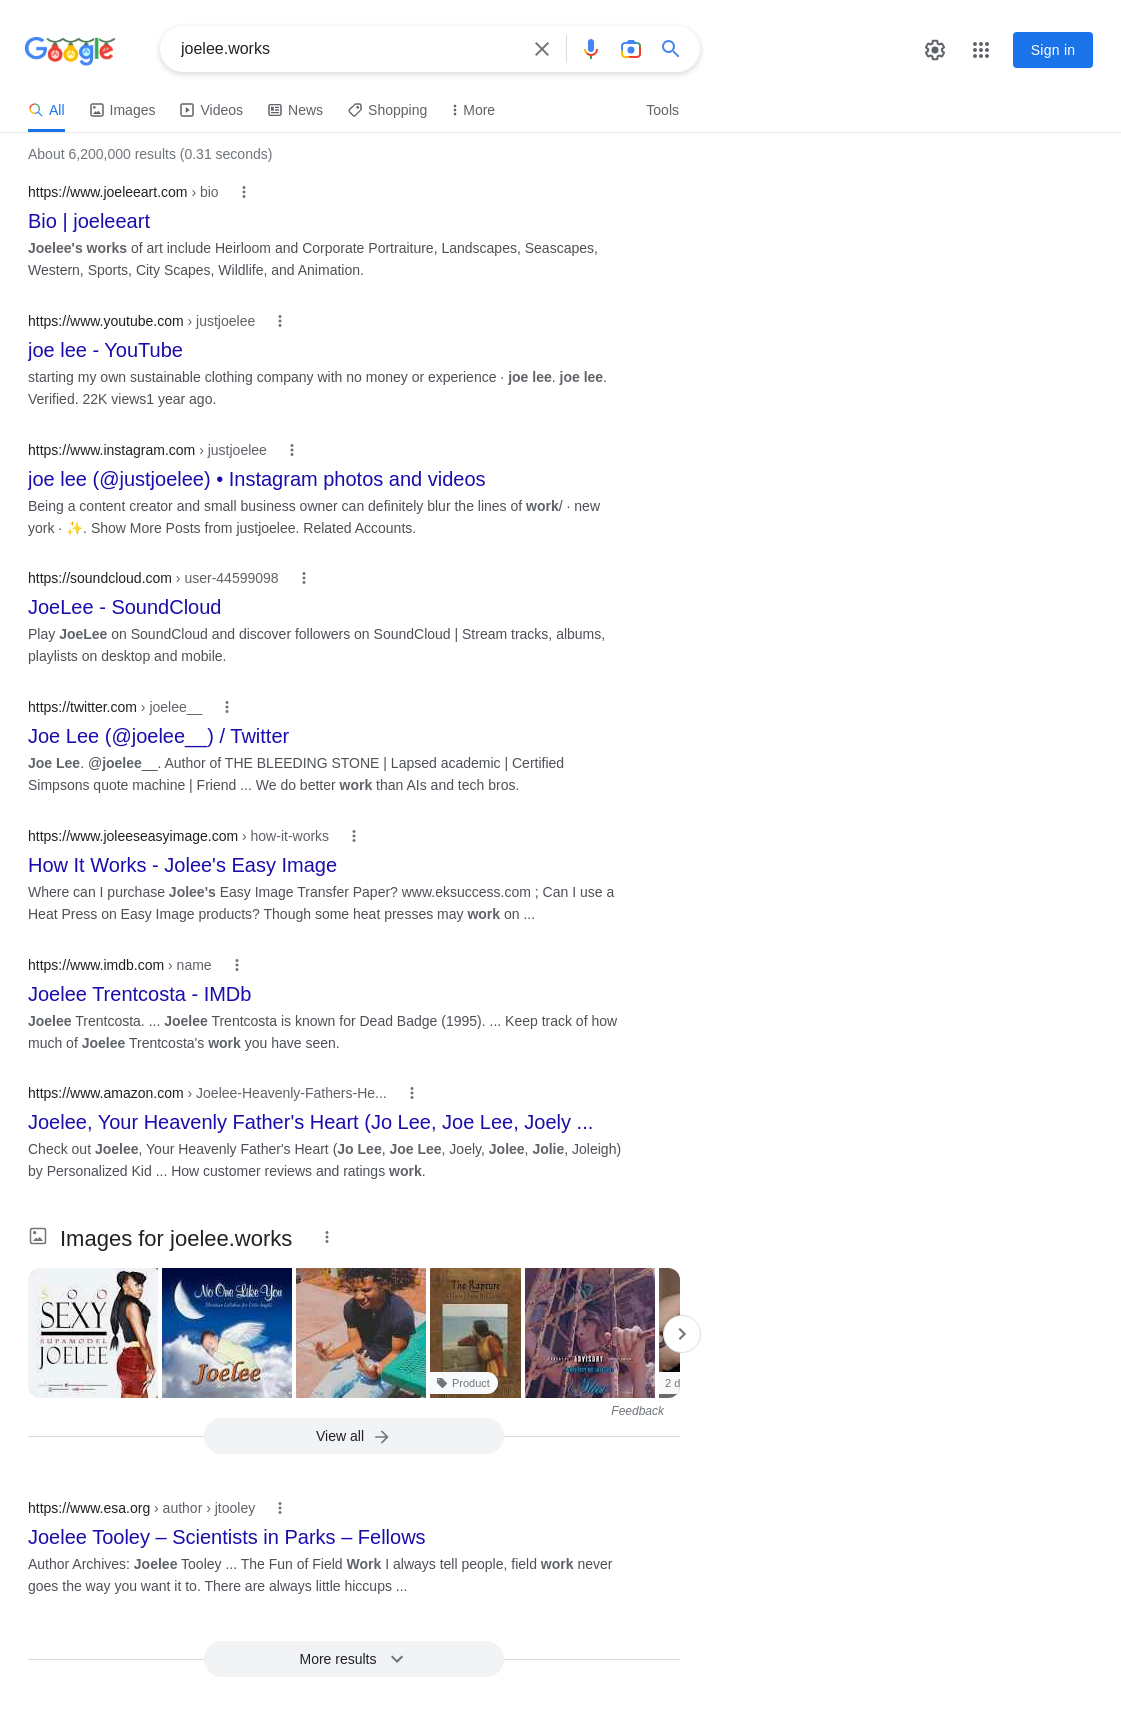 Google
joelee.works
Sign in
All
Images
Videos
News
Shopping
More
Tools
About 6,200,000 results (0.31 seconds)
https://www.joeleeart.com › bio
Bio | joeleeart
Joelee's works of art include Heirloom and Corporate Portraiture, Landscapes, Seascapes,
Western, Sports, City Scapes, Wildlife, and Animation.
https://www.youtube.com › justjoelee
joe lee - YouTube
starting my own sustainable clothing company with no money or experience · joe lee. joe lee.
Verified. 22K views1 year ago.
https://www.instagram.com › justjoelee
joe lee (@justjoelee) • Instagram photos and videos
Being a content creator and small business owner can definitely blur the lines of work/ · new
york · ✨. Show More Posts from justjoelee. Related Accounts.
https://soundcloud.com › user-44599098
JoeLee - SoundCloud
Play JoeLee on SoundCloud and discover followers on SoundCloud | Stream tracks, albums,
playlists on desktop and mobile.
https://twitter.com › joelee__
Joe Lee (@joelee__) / Twitter
Joe Lee. @joelee__. Author of THE BLEEDING STONE | Lapsed academic | Certified
Simpsons quote machine | Friend ... We do better work than AIs and tech bros.
https://www.joleeseasyimage.com › how-it-works
How It Works - Jolee's Easy Image
Where can I purchase Jolee's Easy Image Transfer Paper? www.eksuccess.com ; Can I use a
Heat Press on Easy Image products? Though some heat presses may work on ...
https://www.imdb.com › name
Joelee Trentcosta - IMDb
Joelee Trentcosta. ... Joelee Trentcosta is known for Dead Badge (1995). ... Keep track of how
much of Joelee Trentcosta's work you have seen.
https://www.amazon.com › Joelee-Heavenly-Fathers-He...
Joelee, Your Heavenly Father's Heart (Jo Lee, Joe Lee, Joely ...
Check out Joelee, Your Heavenly Father's Heart (Jo Lee, Joe Lee, Joely, Jolee, Jolie, Joleigh)
by Personalized Kid ... How customer reviews and ratings work.
Images for joelee.works
SOO
SEXY
SUPAMODEL
JOELEE
No One Like You
Joelee
The Rapture
Product
ADVISORY
2 d
Feedback
View all
https://www.esa.org › author › jtooley
Joelee Tooley – Scientists in Parks – Fellows
Author Archives: Joelee Tooley ... The Fun of Field Work I always tell people, field work never
goes the way you want it to. There are always little hiccups ...
More results